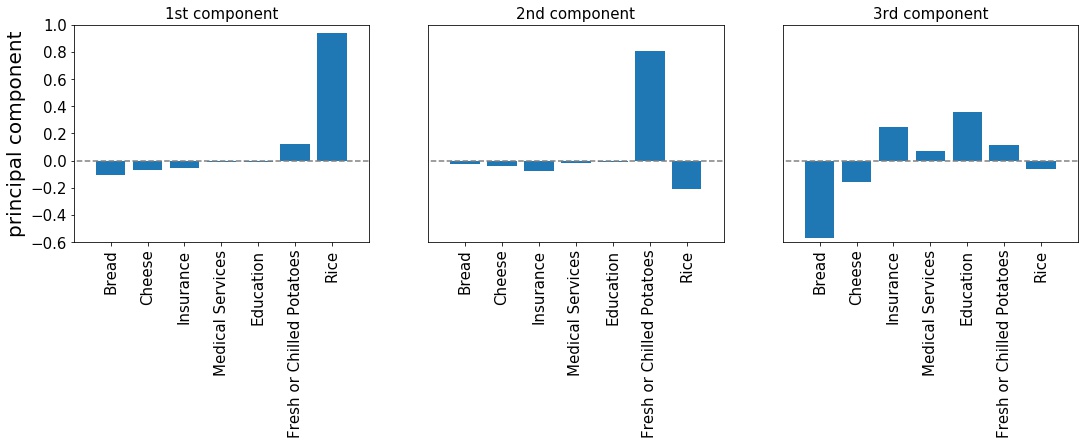 1st component
2nd component
3rd component
principal component
1.0
0.8
0.6
0.4
0.2
0.0
−0.2
−0.4
−0.6
Bread
Cheese
Insurance
Medical Services
Education
Fresh or Chilled Potatoes
Rice
Bread
Cheese
Insurance
Medical Services
Education
Fresh or Chilled Potatoes
Rice
Bread
Cheese
Insurance
Medical Services
Education
Fresh or Chilled Potatoes
Rice